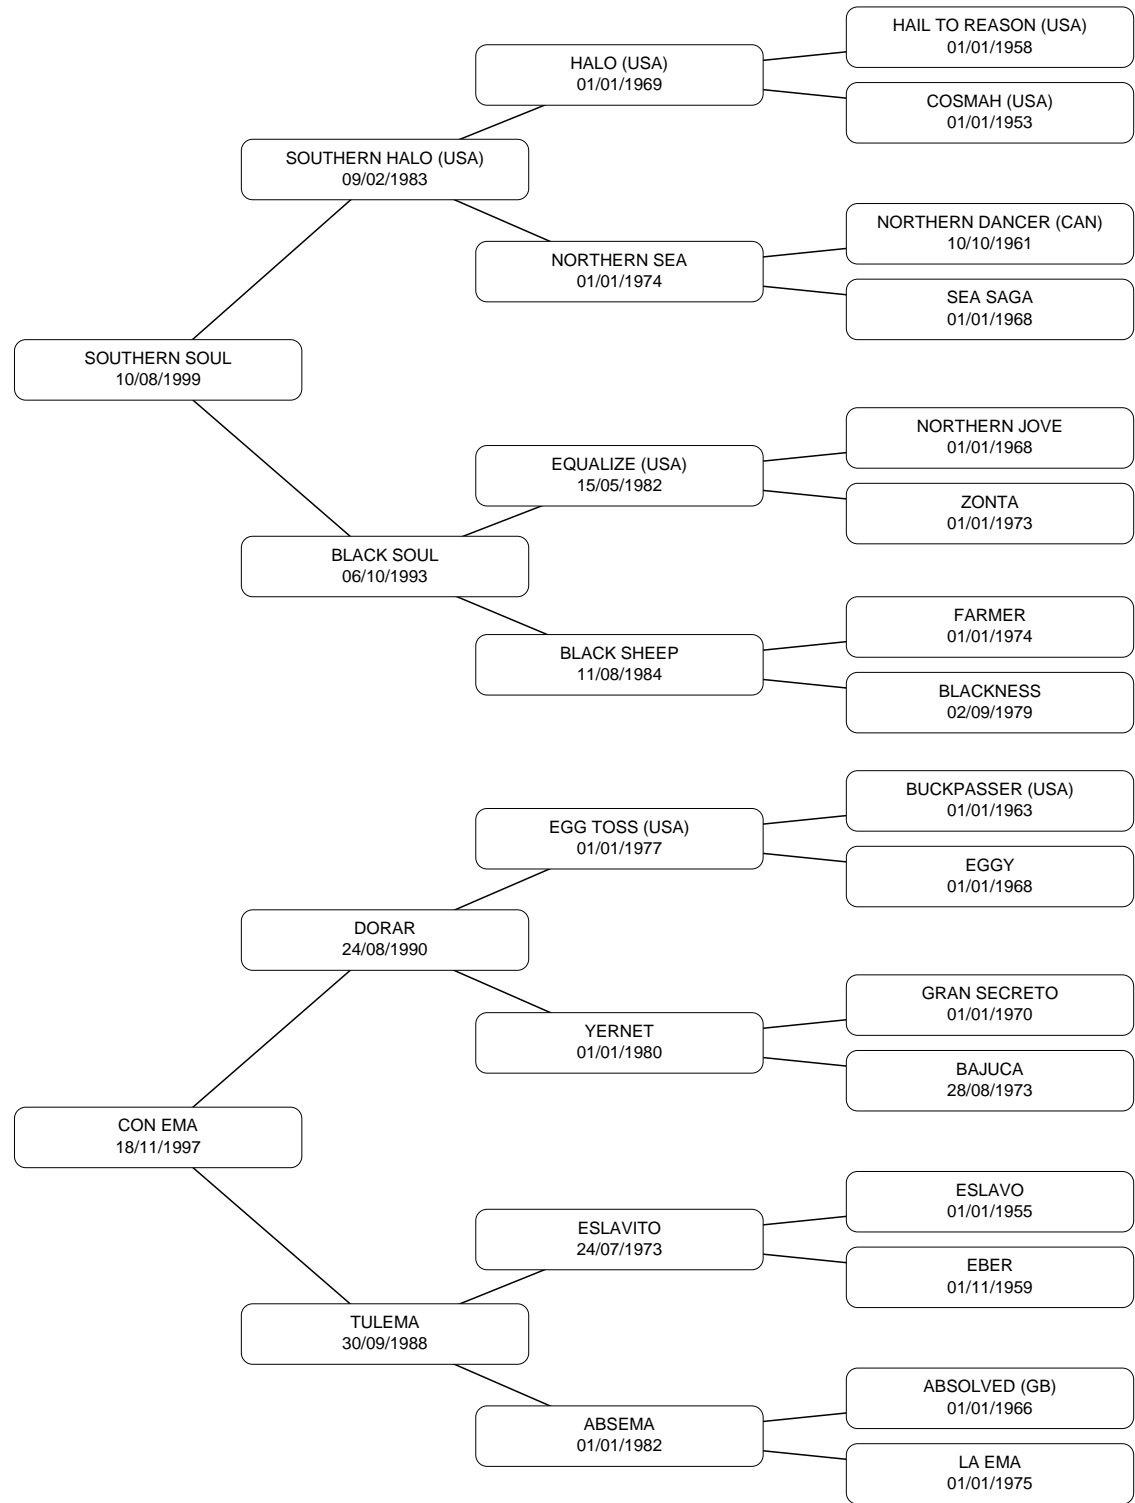 HAIL TO REASON (USA)
01/01/1958
HALO (USA)
01/01/1969
COSMAH (USA)
01/01/1953
SOUTHERN HALO (USA)
09/02/1983
NORTHERN DANCER (CAN)
10/10/1961
NORTHERN SEA
01/01/1974
SEA SAGA
01/01/1968
SOUTHERN SOUL
10/08/1999
NORTHERN JOVE
01/01/1968
EQUALIZE (USA)
15/05/1982
ZONTA
01/01/1973
BLACK SOUL
06/10/1993
FARMER
01/01/1974
BLACK SHEEP
11/08/1984
BLACKNESS
02/09/1979
BUCKPASSER (USA)
01/01/1963
EGG TOSS (USA)
01/01/1977
EGGY
01/01/1968
DORAR
24/08/1990
GRAN SECRETO
01/01/1970
YERNET
01/01/1980
BAJUCA
28/08/1973
CON EMA
18/11/1997
ESLAVO
01/01/1955
ESLAVITO
24/07/1973
EBER
01/11/1959
TULEMA
30/09/1988
ABSOLVED (GB)
01/01/1966
ABSEMA
01/01/1982
LA EMA
01/01/1975